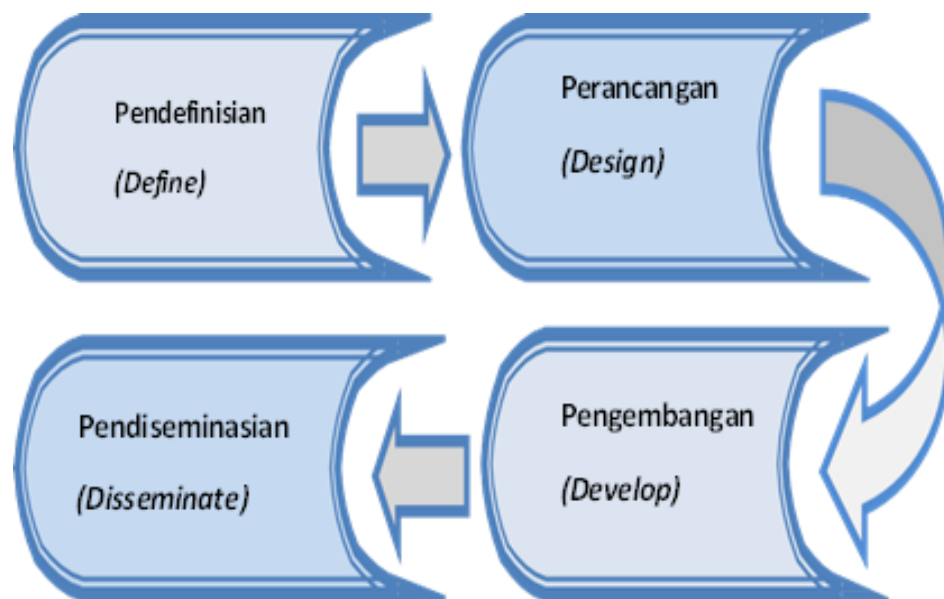 Pendefinisian
(Define)
Perancangan
(Design)
Pengembangan
(Develop)
Pendiseminasian
(Disseminate)